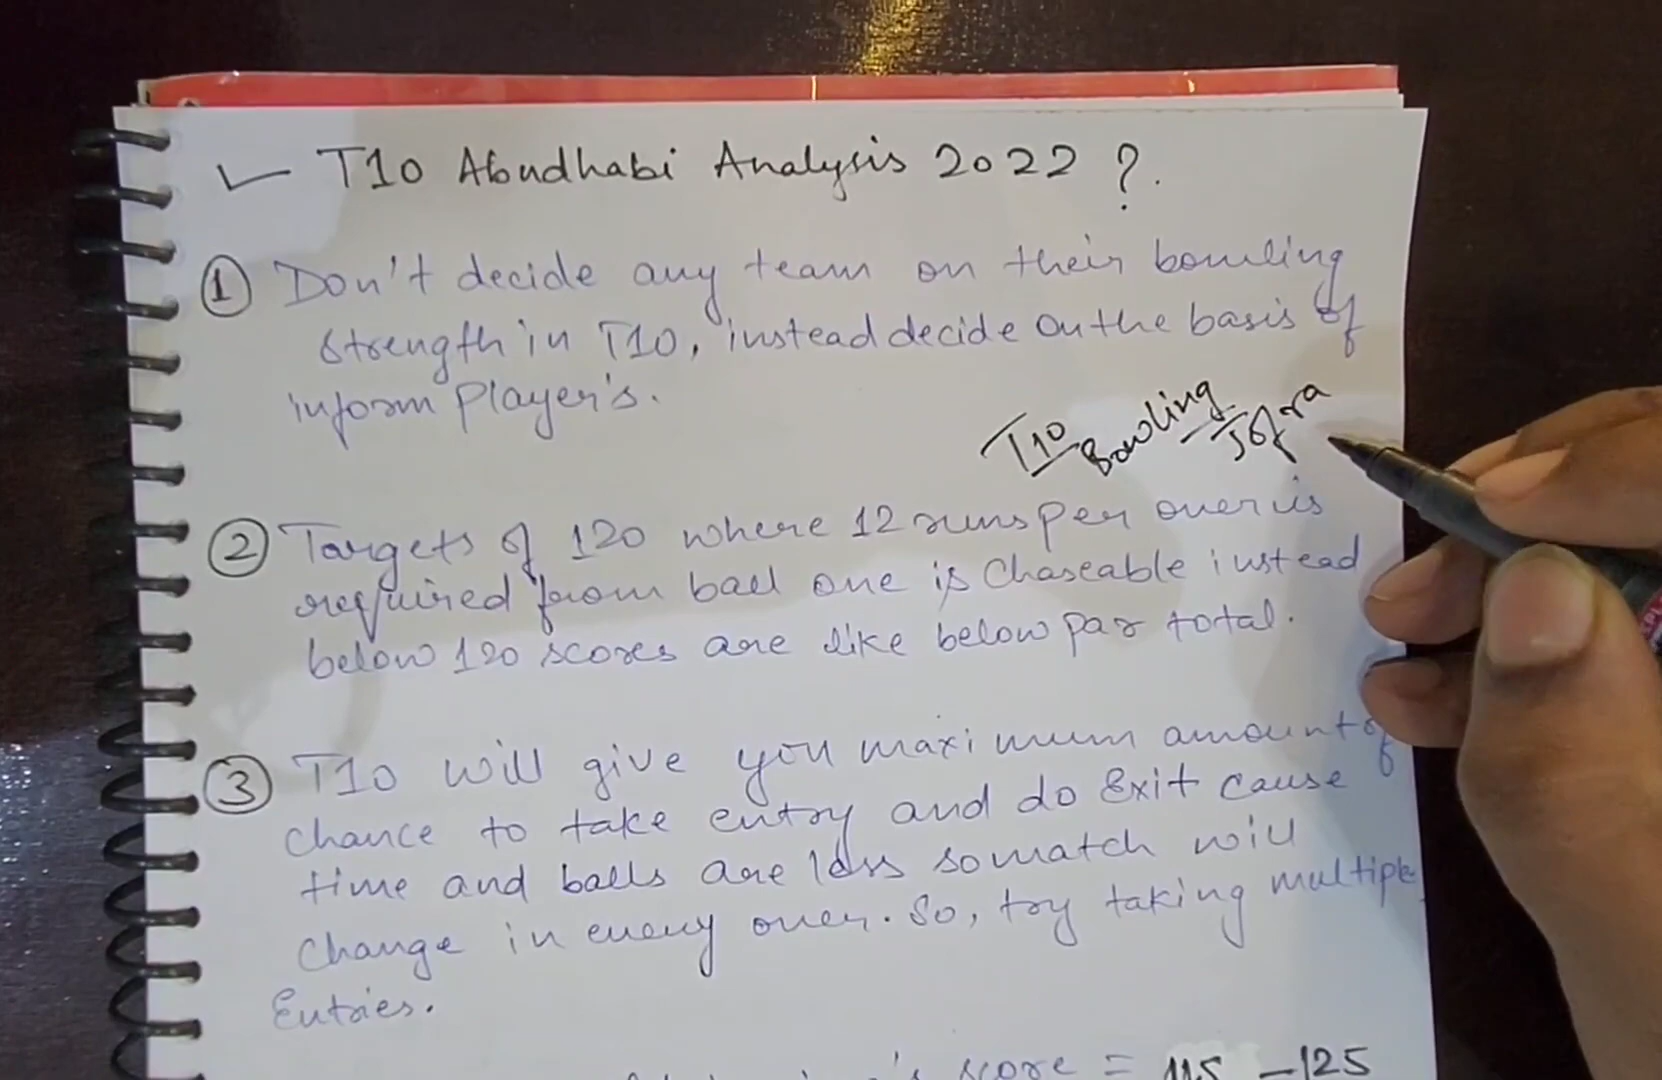 T10 Abudhabi Analysis 2022 ?.
① Don't decide any team on their bowling
strength in T10, instead decide on the basis of
inform Player's.
T10 Bowling Jofra
② Targets of 120 where 12 runs per over is
required from ball one is Chaseable instead
below 120 scores are like below par total.
③ T10 will give you maximum amount of
chance to take entry and do Exit cause
time and balls are less so match will
change in every over. So, try taking multiple
Entries.
score = 115 - 125